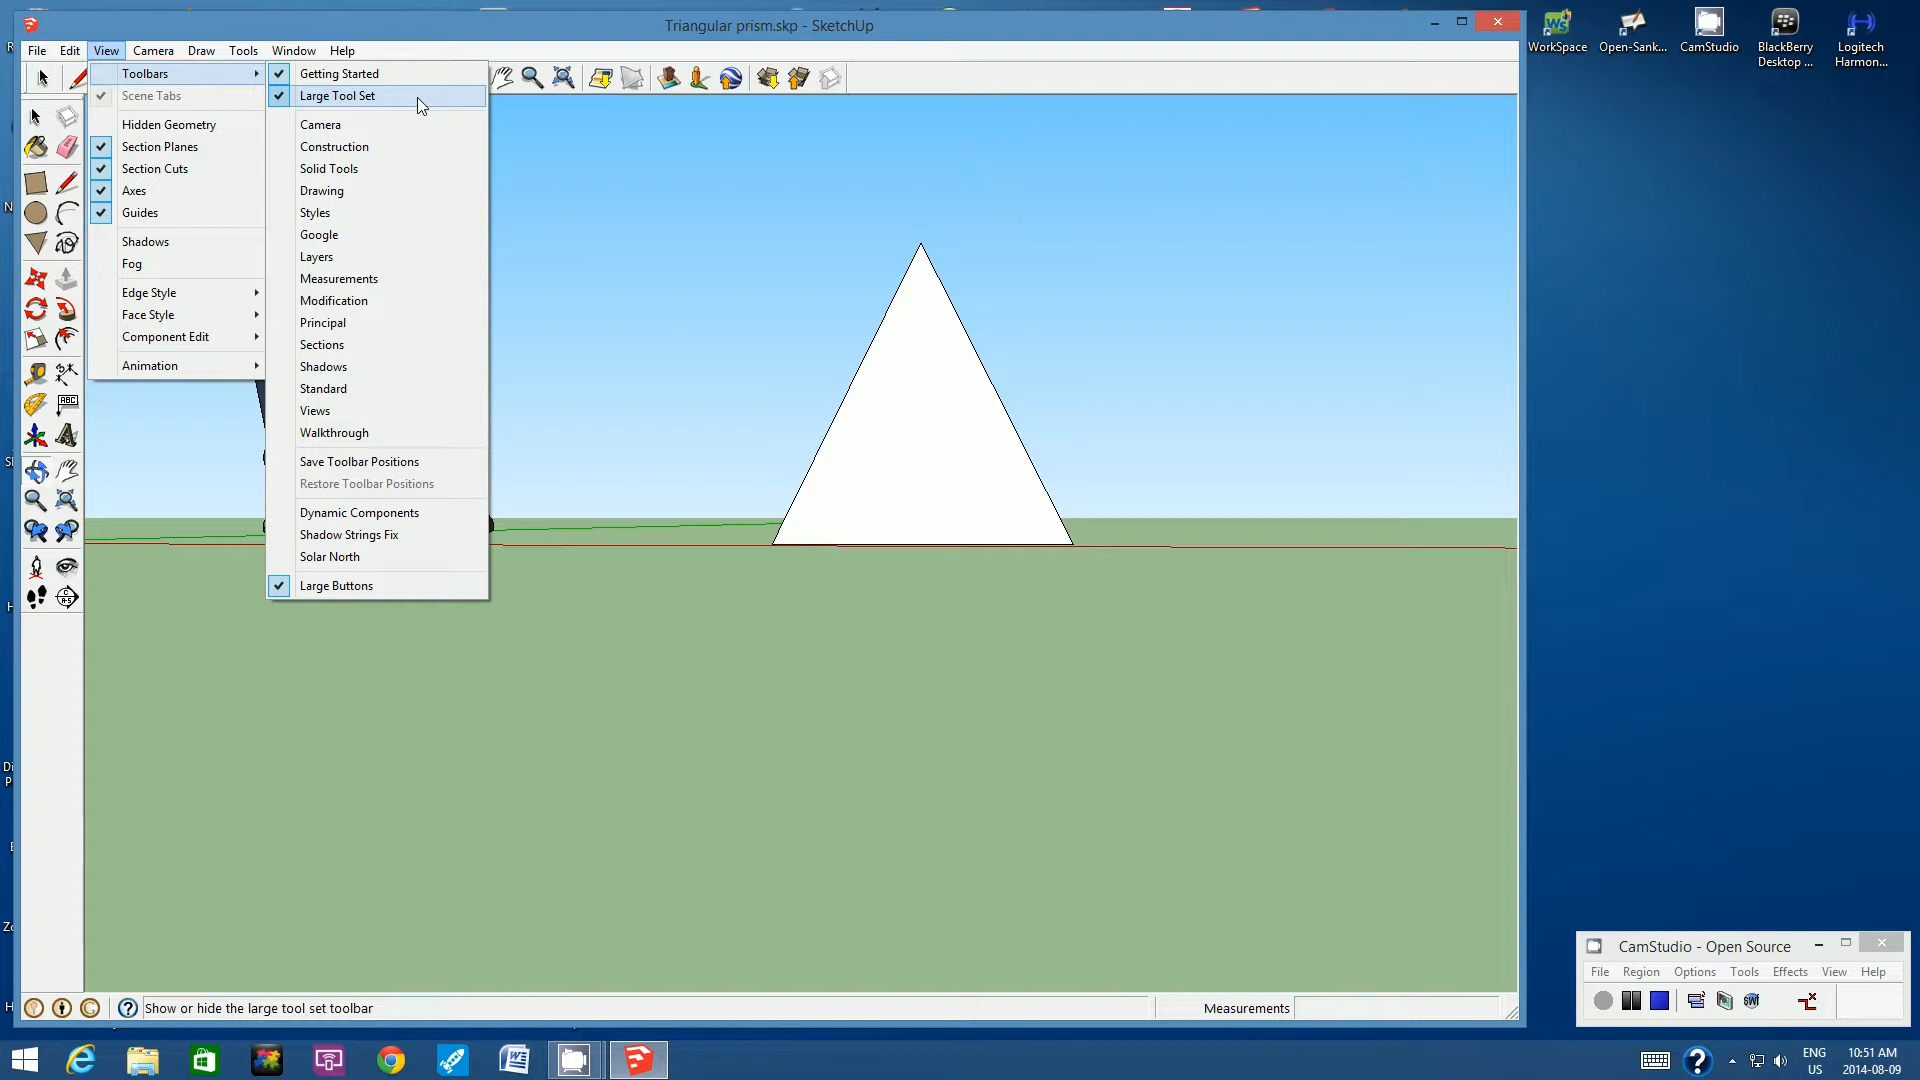 Triangular prism.skp - SketchUp
File Edit View Camera Draw Tools Window Help
Toolbars
Scene Tabs
Hidden Geometry
Section Planes
Section Cuts
Axes
Guides
Shadows
Fog
Edge Style
Face Style
Component Edit
Animation
Getting Started
Large Tool Set
Camera
Construction
Solid Tools
Drawing
Styles
Google
Layers
Measurements
Modification
Principal
Sections
Shadows
Standard
Views
Walkthrough
Save Toolbar Positions
Restore Toolbar Positions
Dynamic Components
Shadow Strings Fix
Solar North
Large Buttons
ABC
Show or hide the large tool set toolbar
Measurements
WorkSpace
Open-Sank...
CamStudio
BlackBerry
Desktop ...
Logitech
Harmon...
CamStudio - Open Source
File Region Options Tools Effects View Help
ENG
US
10:51 AM
2014-08-09